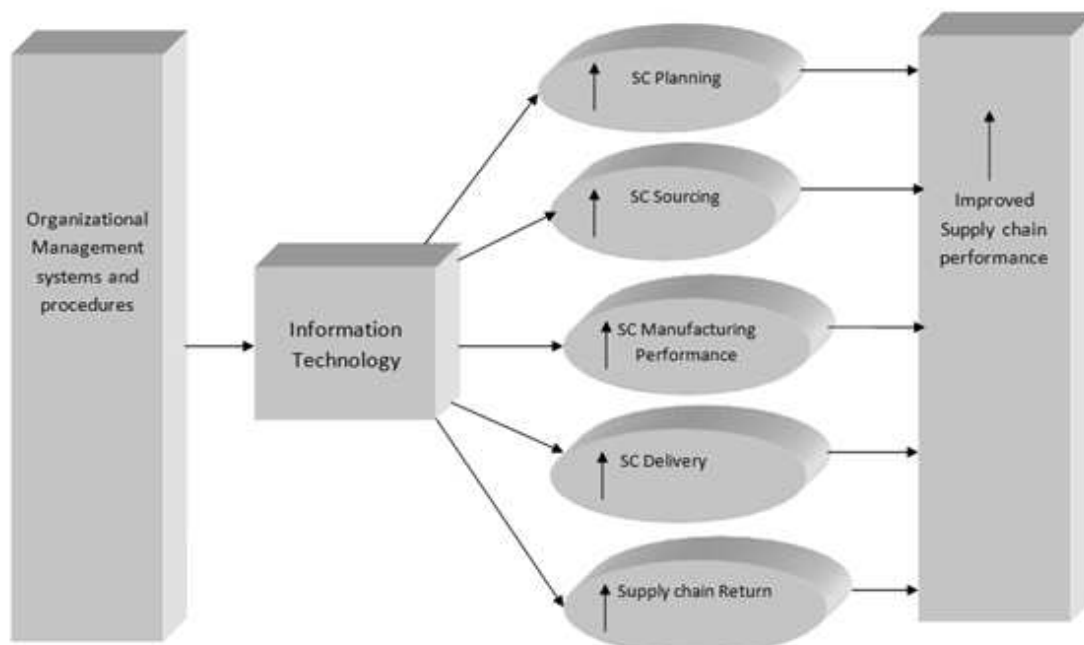 Organizational
Management
systems and
procedures
Information
Technology
SC Planning
SC Sourcing
SC Manufacturing
Performance
SC Delivery
Supply chain Return
Improved
Supply chain
performance